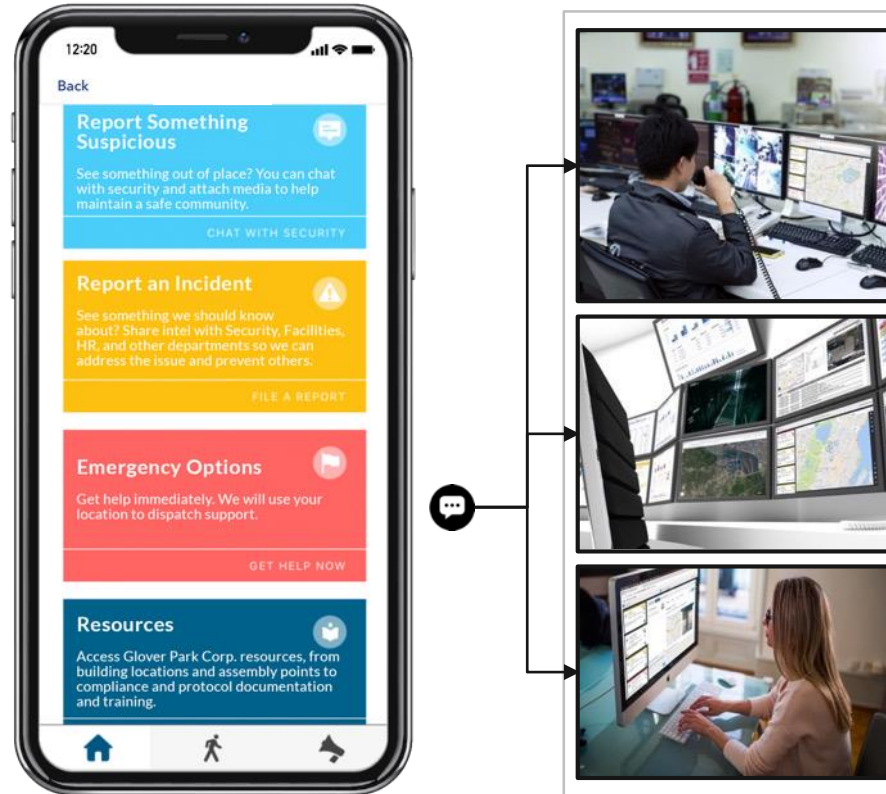 12:20
Back
Report Something
Suspicious
See something out of place? You can chat
with security and attach media to help
maintain a safe community.
CHAT WITH SECURITY
Report an Incident
See something we should know
about? Share intel with Security, Facilities,
HR, and other departments so we can
address the issue and prevent others.
FILE A REPORT
Emergency Options
Get help immediately. We will use your
location to dispatch support.
GET HELP NOW
Resources
Access Glover Park Corp. resources, from
building locations and assembly points to
compliance and protocol documentation
and training.